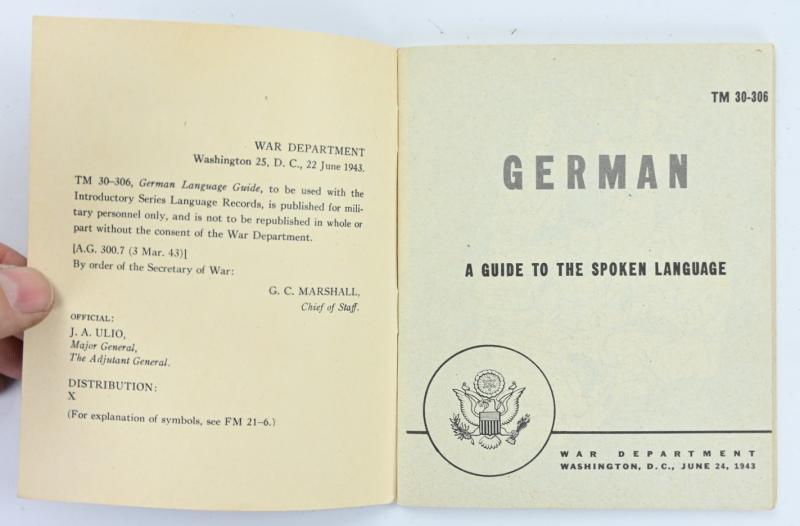 WAR DEPARTMENT
Washington 25, D. C., 22 June 1943.
TM 30-306, German Language Guide, to be used with the
Introductory Series Language Records, is published for mili-
tary personnel only, and is not to be republished in whole or
part without the consent of the War Department.
[A.G. 300.7 (3 Mar. 43)[
By order of the Secretary of War:
G. C. MARSHALL,
Chief of Staff.
OFFICIAL:
J. A. ULIO,
Major General,
The Adjutant General.
DISTRIBUTION:
X
(For explanation of symbols, see FM 21-6.)
TM 30-306
GERMAN
A GUIDE TO THE SPOKEN LANGUAGE
WAR DEPARTMENT
WASHINGTON, D.C., JUNE 24, 1943